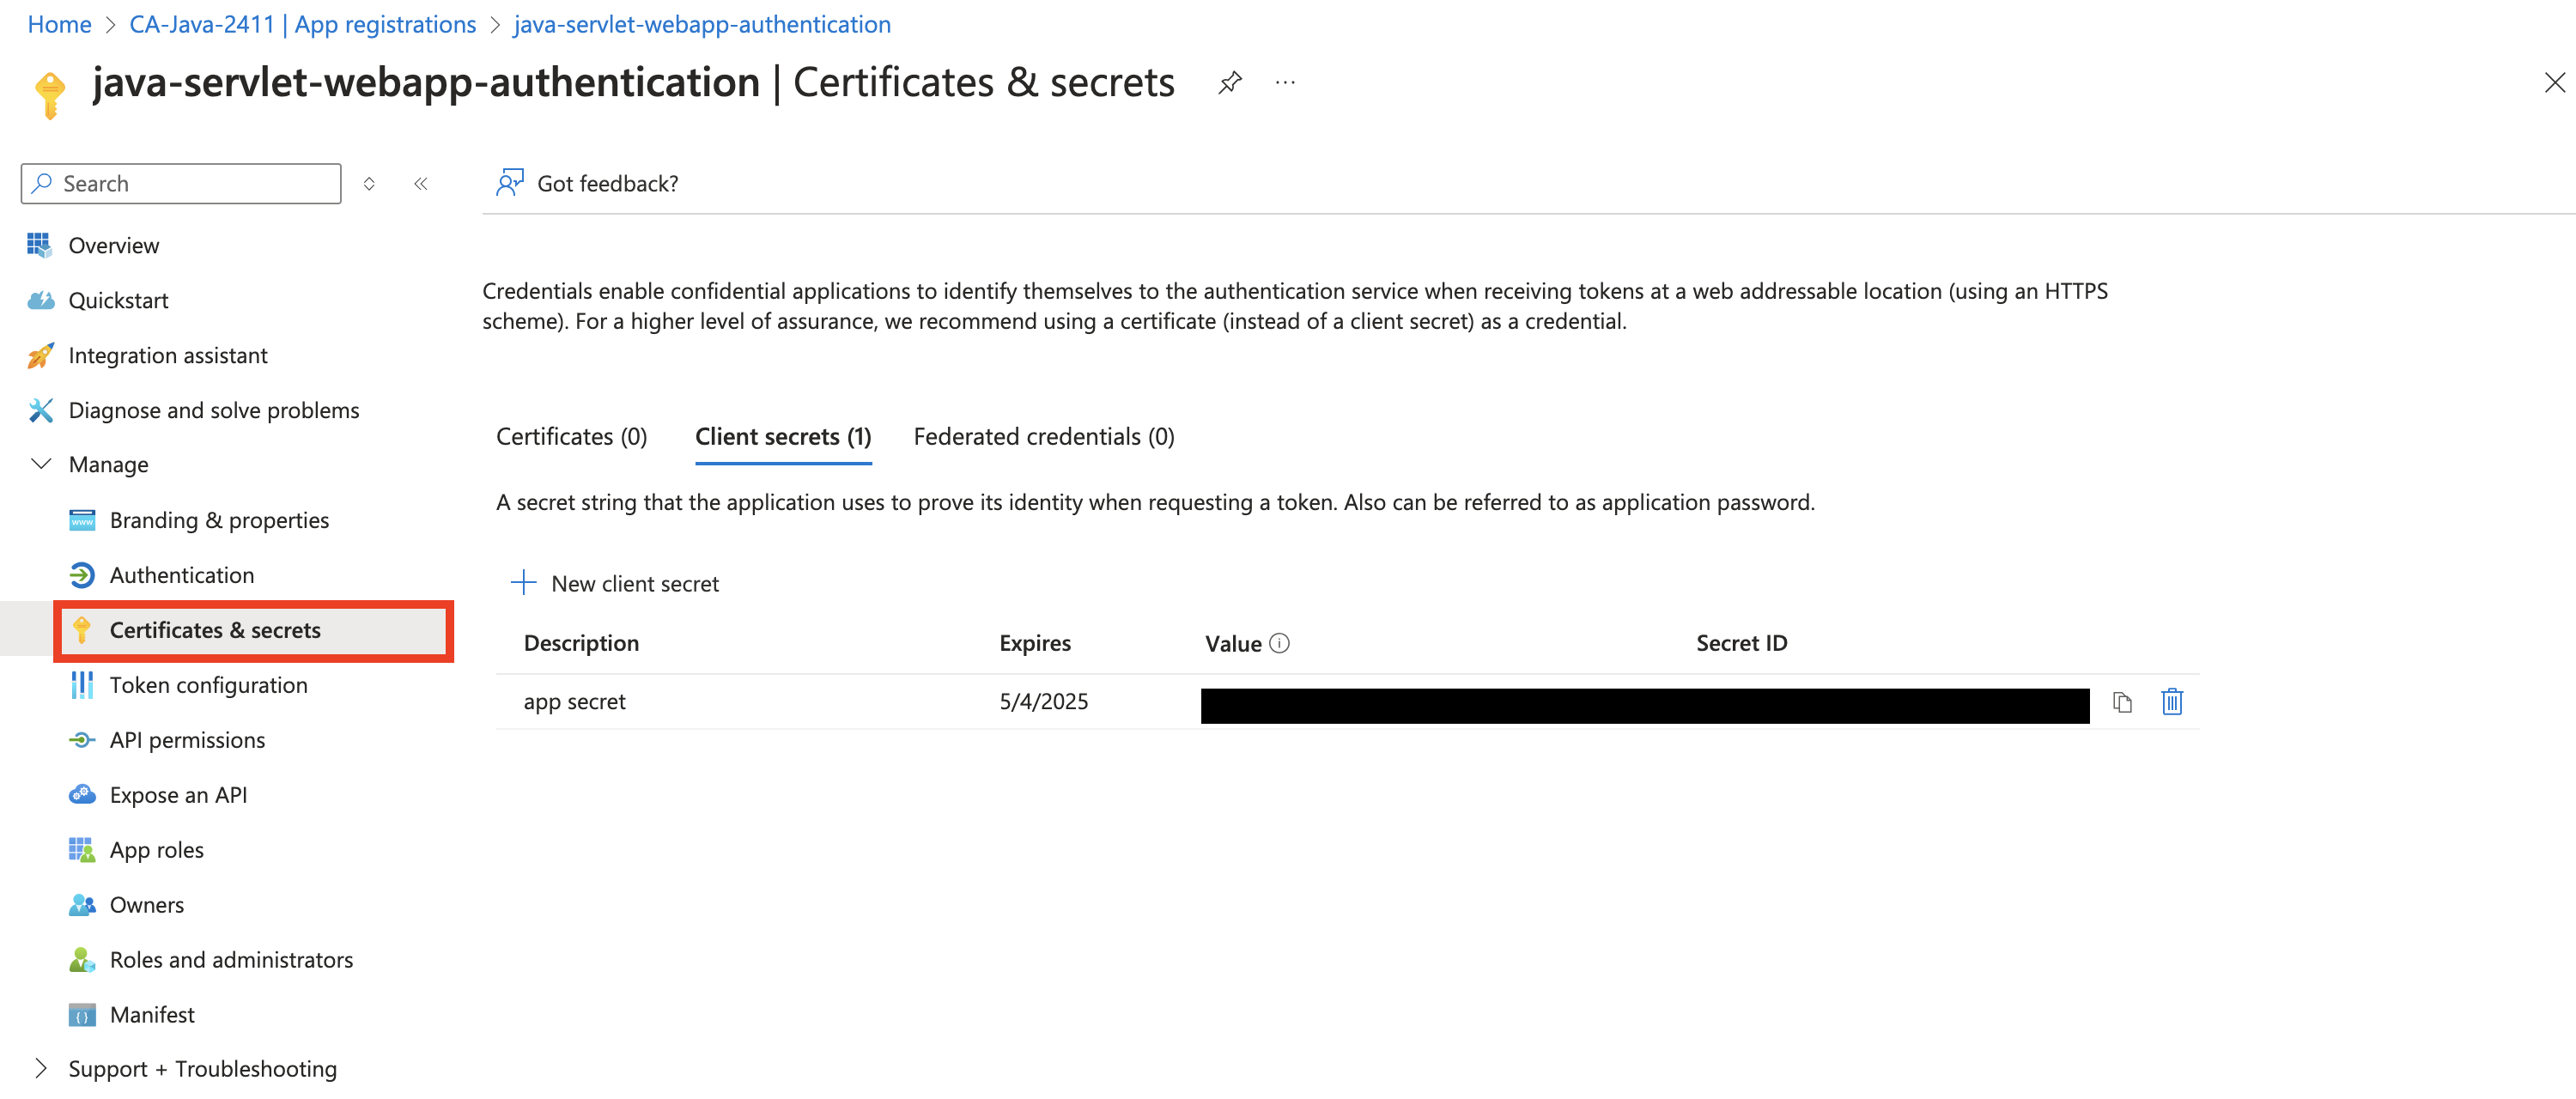 Home > CA-Java-2411 | App registrations > java-servlet-webapp-authentication
java-servlet-webapp-authentication | Certificates & secrets
Search
Got feedback?
Overview
Quickstart
Integration assistant
Diagnose and solve problems
Manage
Branding & properties
Authentication
Certificates & secrets
Token configuration
API permissions
Expose an API
App roles
Owners
Roles and administrators
Manifest
Support + Troubleshooting
Credentials enable confidential applications to identify themselves to the authentication service when receiving tokens at a web addressable location (using an HTTPS
scheme). For a higher level of assurance, we recommend using a certificate (instead of a client secret) as a credential.
Certificates (0) Client secrets (1) Federated credentials (0)
A secret string that the application uses to prove its identity when requesting a token. Also can be referred to as application password.
New client secret
Description Expires Value Secret ID
app secret 5/4/2025